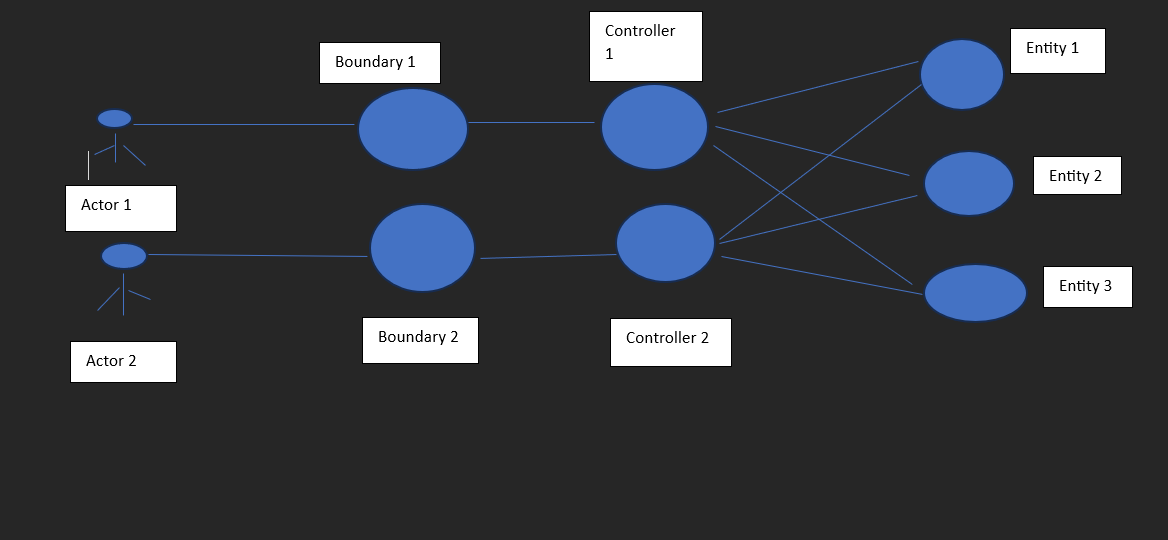 Controller
1
Entity 1
Boundary 1
Entity 2
Actor 1
Entity 3
Boundary 2
Controller 2
Actor 2